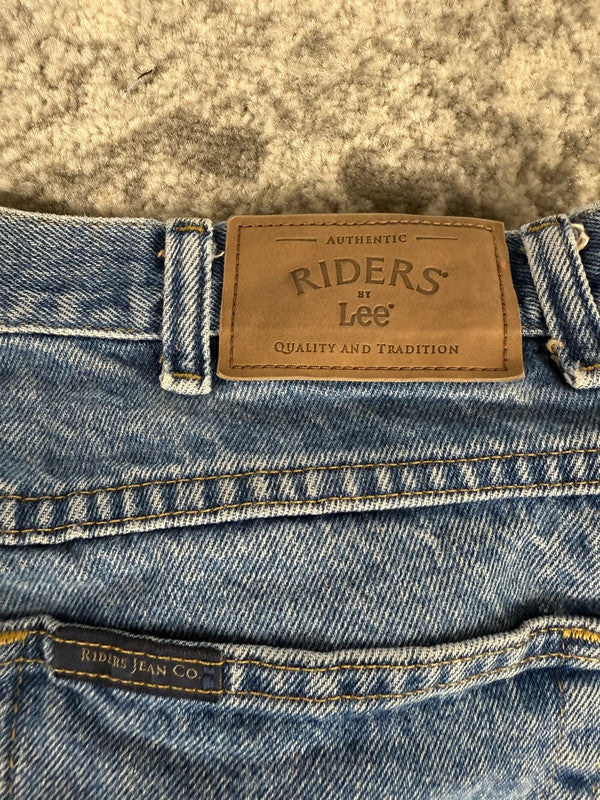 AUTHENTIC
RIDERS®
BY
Lee®
QUALITY AND TRADITION
RIDERS JEAN CO.